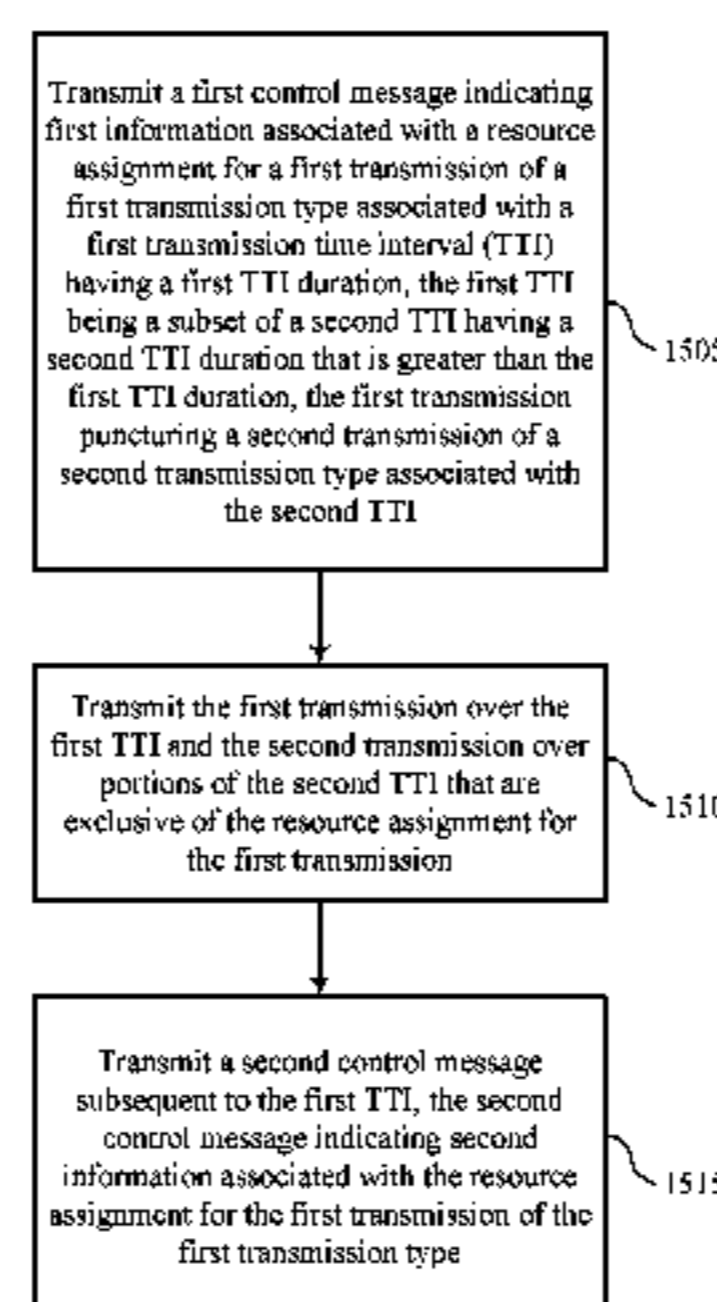 Transmit a first control message indicating
first information associated with a resource
assignment for a first transmission of a
first transmission type associated with a
first transmission time interval (TTI)
having a first TTI duration, the first TTI
being a subset of a second TTI having a
second TTI duration that is greater than the
first TTI duration, the first transmission
puncturing a second transmission of a
second transmission type associated with
the second TTI
1505
Transmit the first transmission over the
first TTI and the second transmission over
portions of the second TTI that are
exclusive of the resource assignment for
the first transmission
1510
Transmit a second control message
subsequent to the first TTI, the second
control message indicating second
information associated with the resource
assignment for the first transmission of the
first transmission type
1515